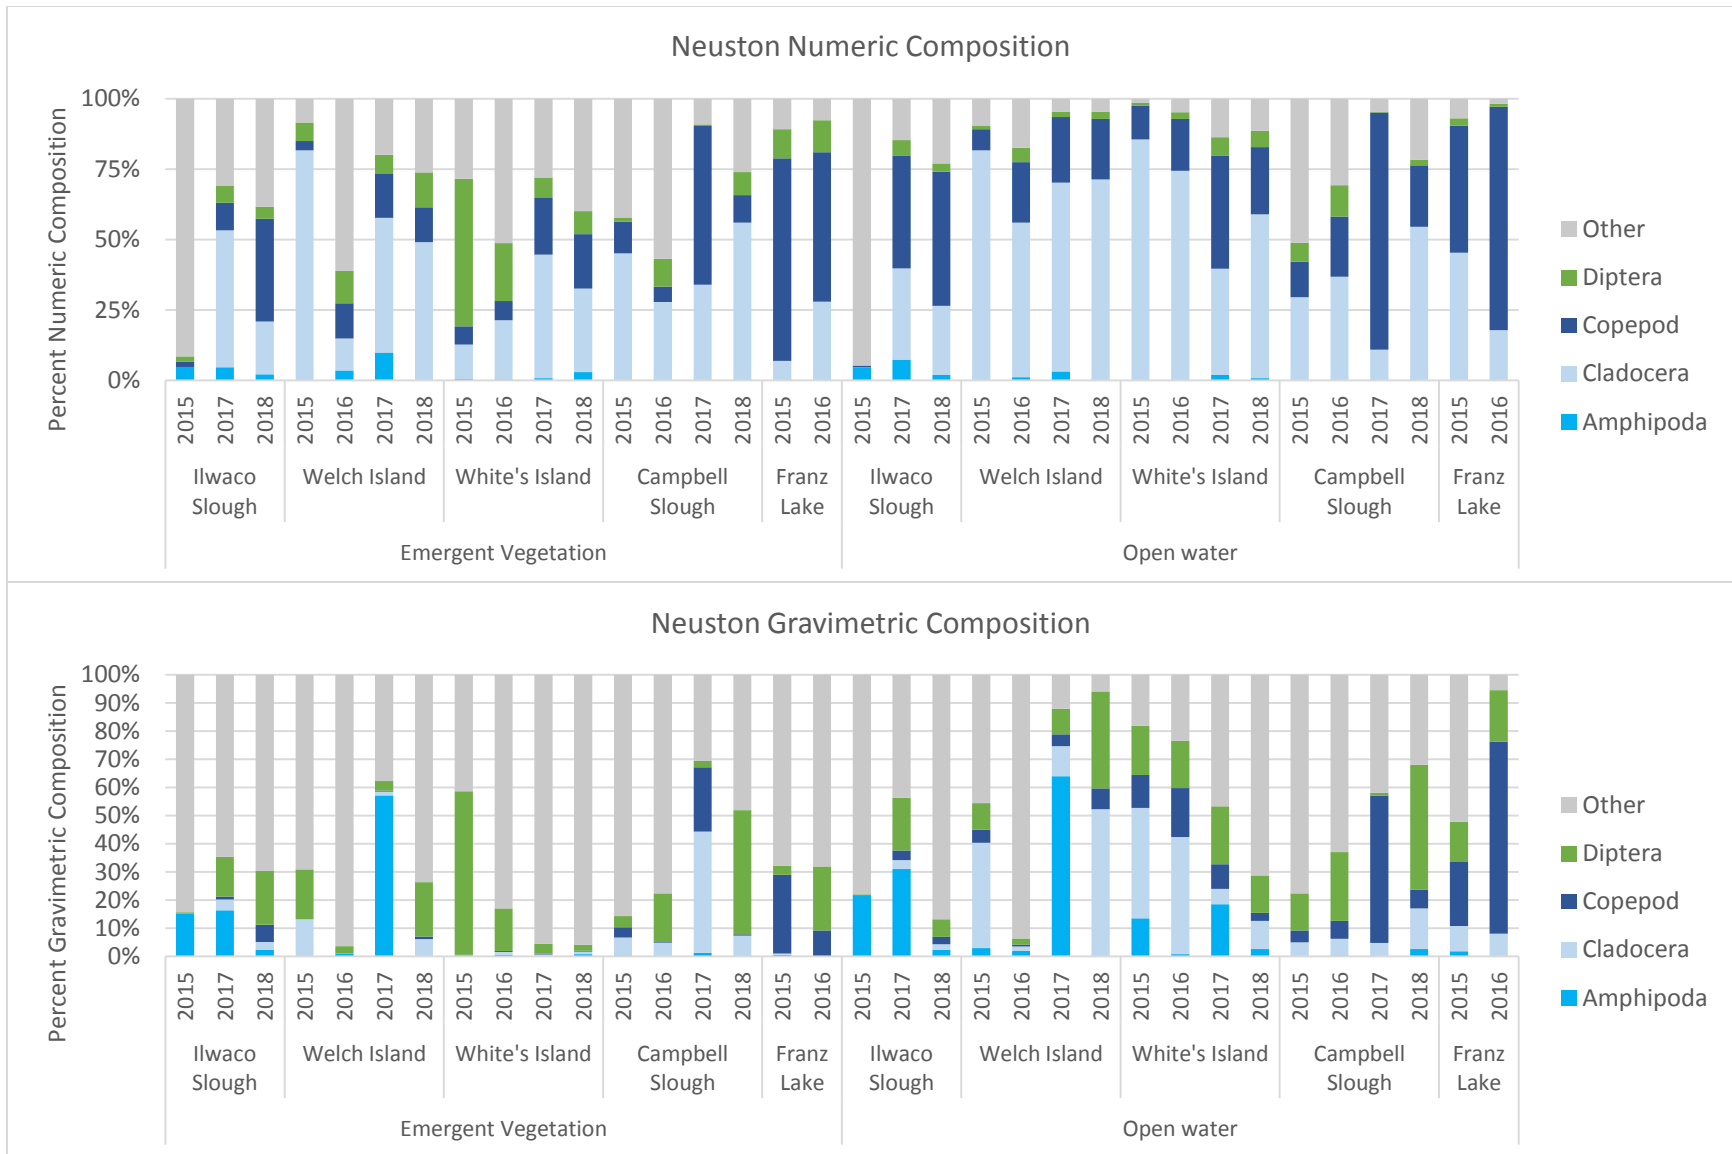 Neuston Numeric Composition
Percent Numeric Composition
100%
75%
50%
25%
0%
2015 2017 2018 2015 2016 2017 2018 2015 2016 2017 2018 2015 2016 2017 2018 2015 2016 2015 2017 2018 2015 2016 2017 2018 2015 2016 2017 2018 2015 2016 2017 2018 2015 2016
Ilwaco Slough Welch Island White's Island Campbell Slough Franz Lake Ilwaco Slough Welch Island White's Island Campbell Slough Franz Lake
Emergent Vegetation Open water
Other
Diptera
Copepod
Cladocera
Amphipoda
Neuston Gravimetric Composition
Percent Gravimetric Composition
100%
90%
80%
70%
60%
50%
40%
30%
20%
10%
0%
2015 2017 2018 2015 2016 2017 2018 2015 2016 2017 2018 2015 2016 2017 2018 2015 2016 2015 2017 2018 2015 2016 2017 2018 2015 2016 2017 2018 2015 2016 2017 2018 2015 2016
Ilwaco Slough Welch Island White's Island Campbell Slough Franz Lake Ilwaco Slough Welch Island White's Island Campbell Slough Franz Lake
Emergent Vegetation Open water
Other
Diptera
Copepod
Cladocera
Amphipoda